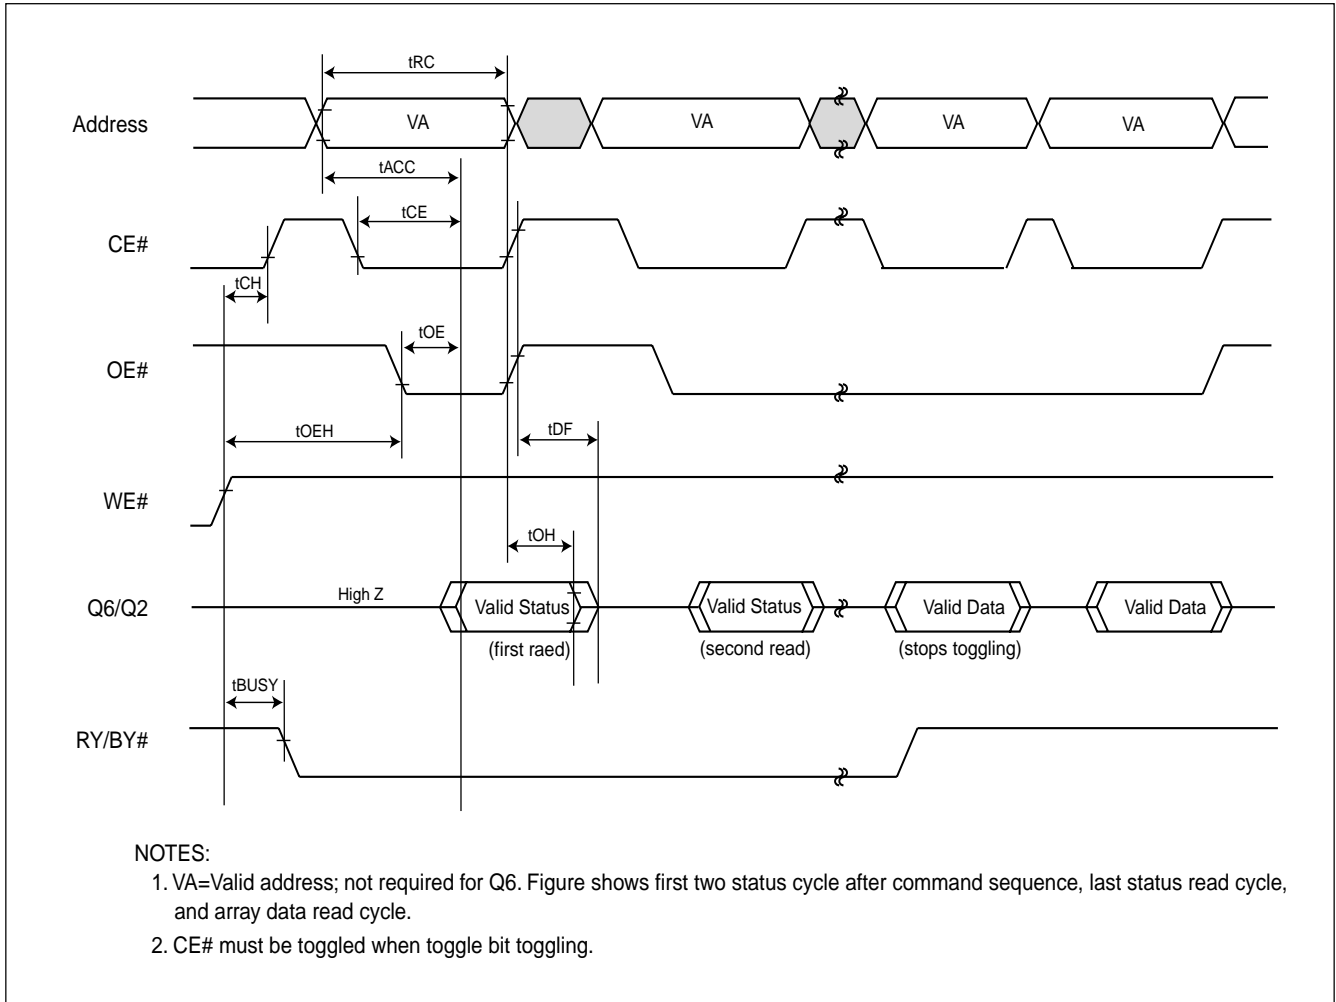 tRC
Address
VA
VA
VA
VA
tACC
tCE
CE#
tCH
tOE
OE#
tOEH
tDF
WE#
tOH
Q6/Q2
High Z
Valid Status
Valid Status
Valid Data
Valid Data
(first raed)
(second read)
(stops toggling)
tBUSY
RY/BY#
NOTES:
1. VA=Valid address; not required for Q6. Figure shows first two status cycle after command sequence, last status read cycle,
and array data read cycle.
2. CE# must be toggled when toggle bit toggling.